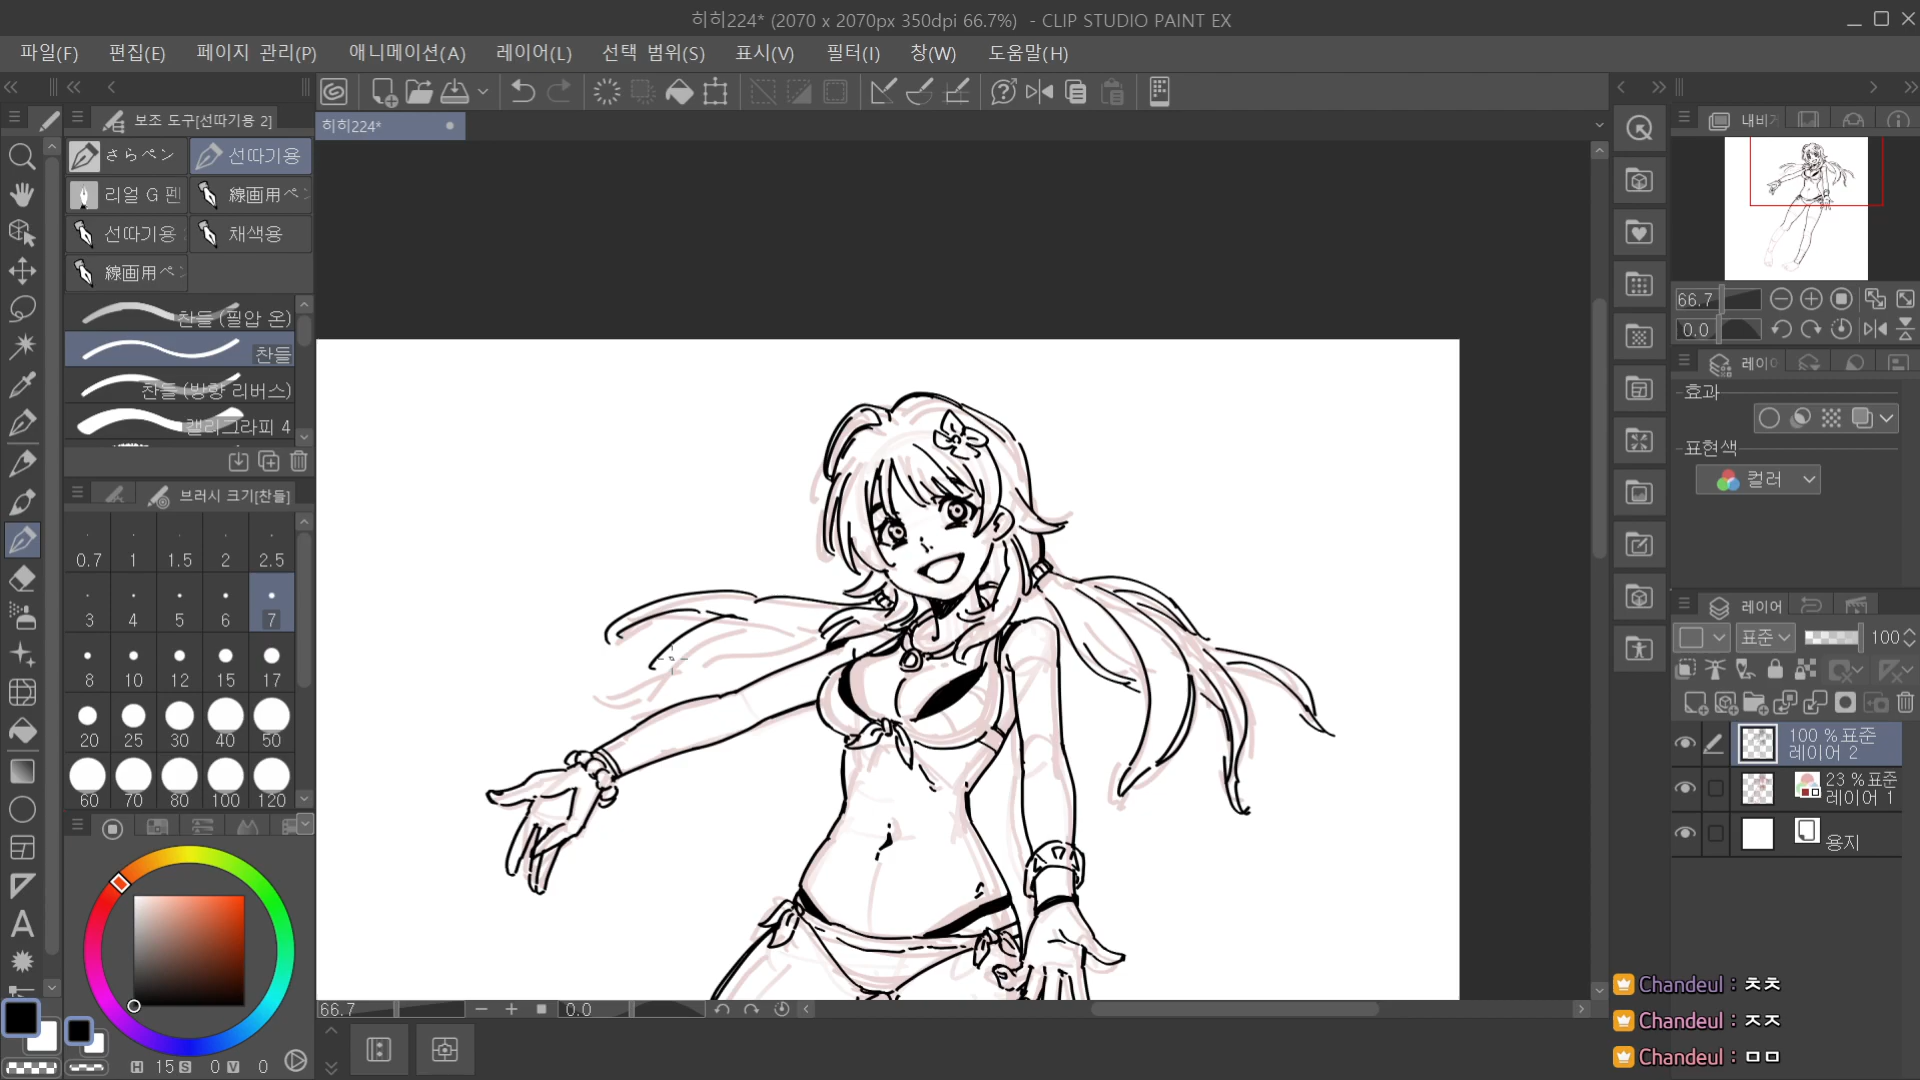 히히224* (2070 x 2070px 350dpi 66.7%)  - CLIP STUDIO PAINT EX
파일(F) 편집(E) 페이지 관리(P) 애니메이션(A) 레이어(L) 선택 범위(S) 표시(V) 필터(I) 창(W) 도움말(H)
보조 도구[선따기용 2]
히히224*
さらペン 선따기용
리얼 G 펜 線画用ペ
선따기용 채색용
線画用ペ
찬들 (필압 온)
찬들
찬들 (방향 리버스)
캘리그라피 4
브러시 크기[찬들]
0.7 1 1.5 2 2.5
3 4 5 6 7
8 10 12 15 17
20 25 30 40 50
60 70 80 100 120
H 15 S 0 V 0
66.7 0.0
66.7
0.0
효과
표현색
컬러
레이어
표준 100
100 %표준
레이어 2
23 %표준
레이어 1
용지
Chandeul : ㅊㅊ
Chandeul : ㅈㅈ
Chandeul : ㅁㅁ